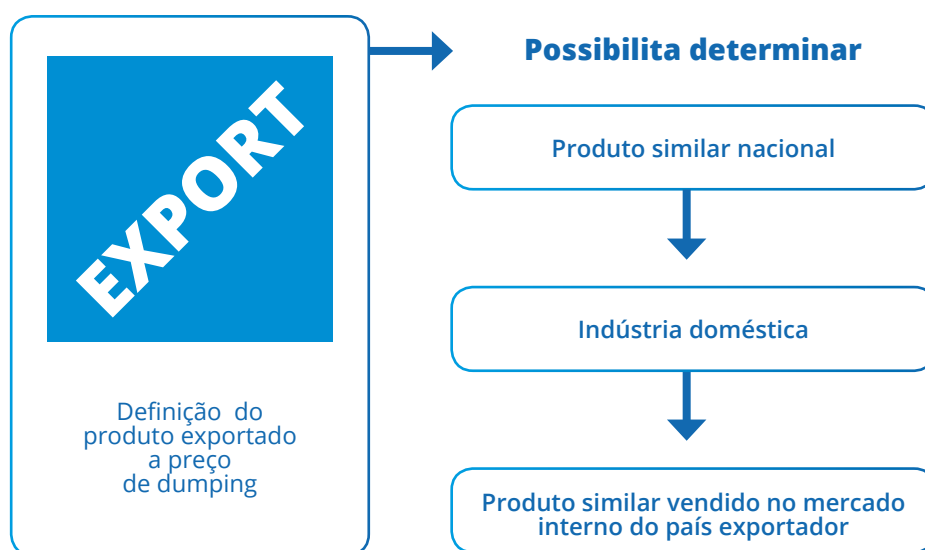 EXPORT
Definição do
produto exportado
a preço
de dumping
Possibilita determinar
Produto similar nacional
Indústria doméstica
Produto similar vendido no mercado
interno do país exportador